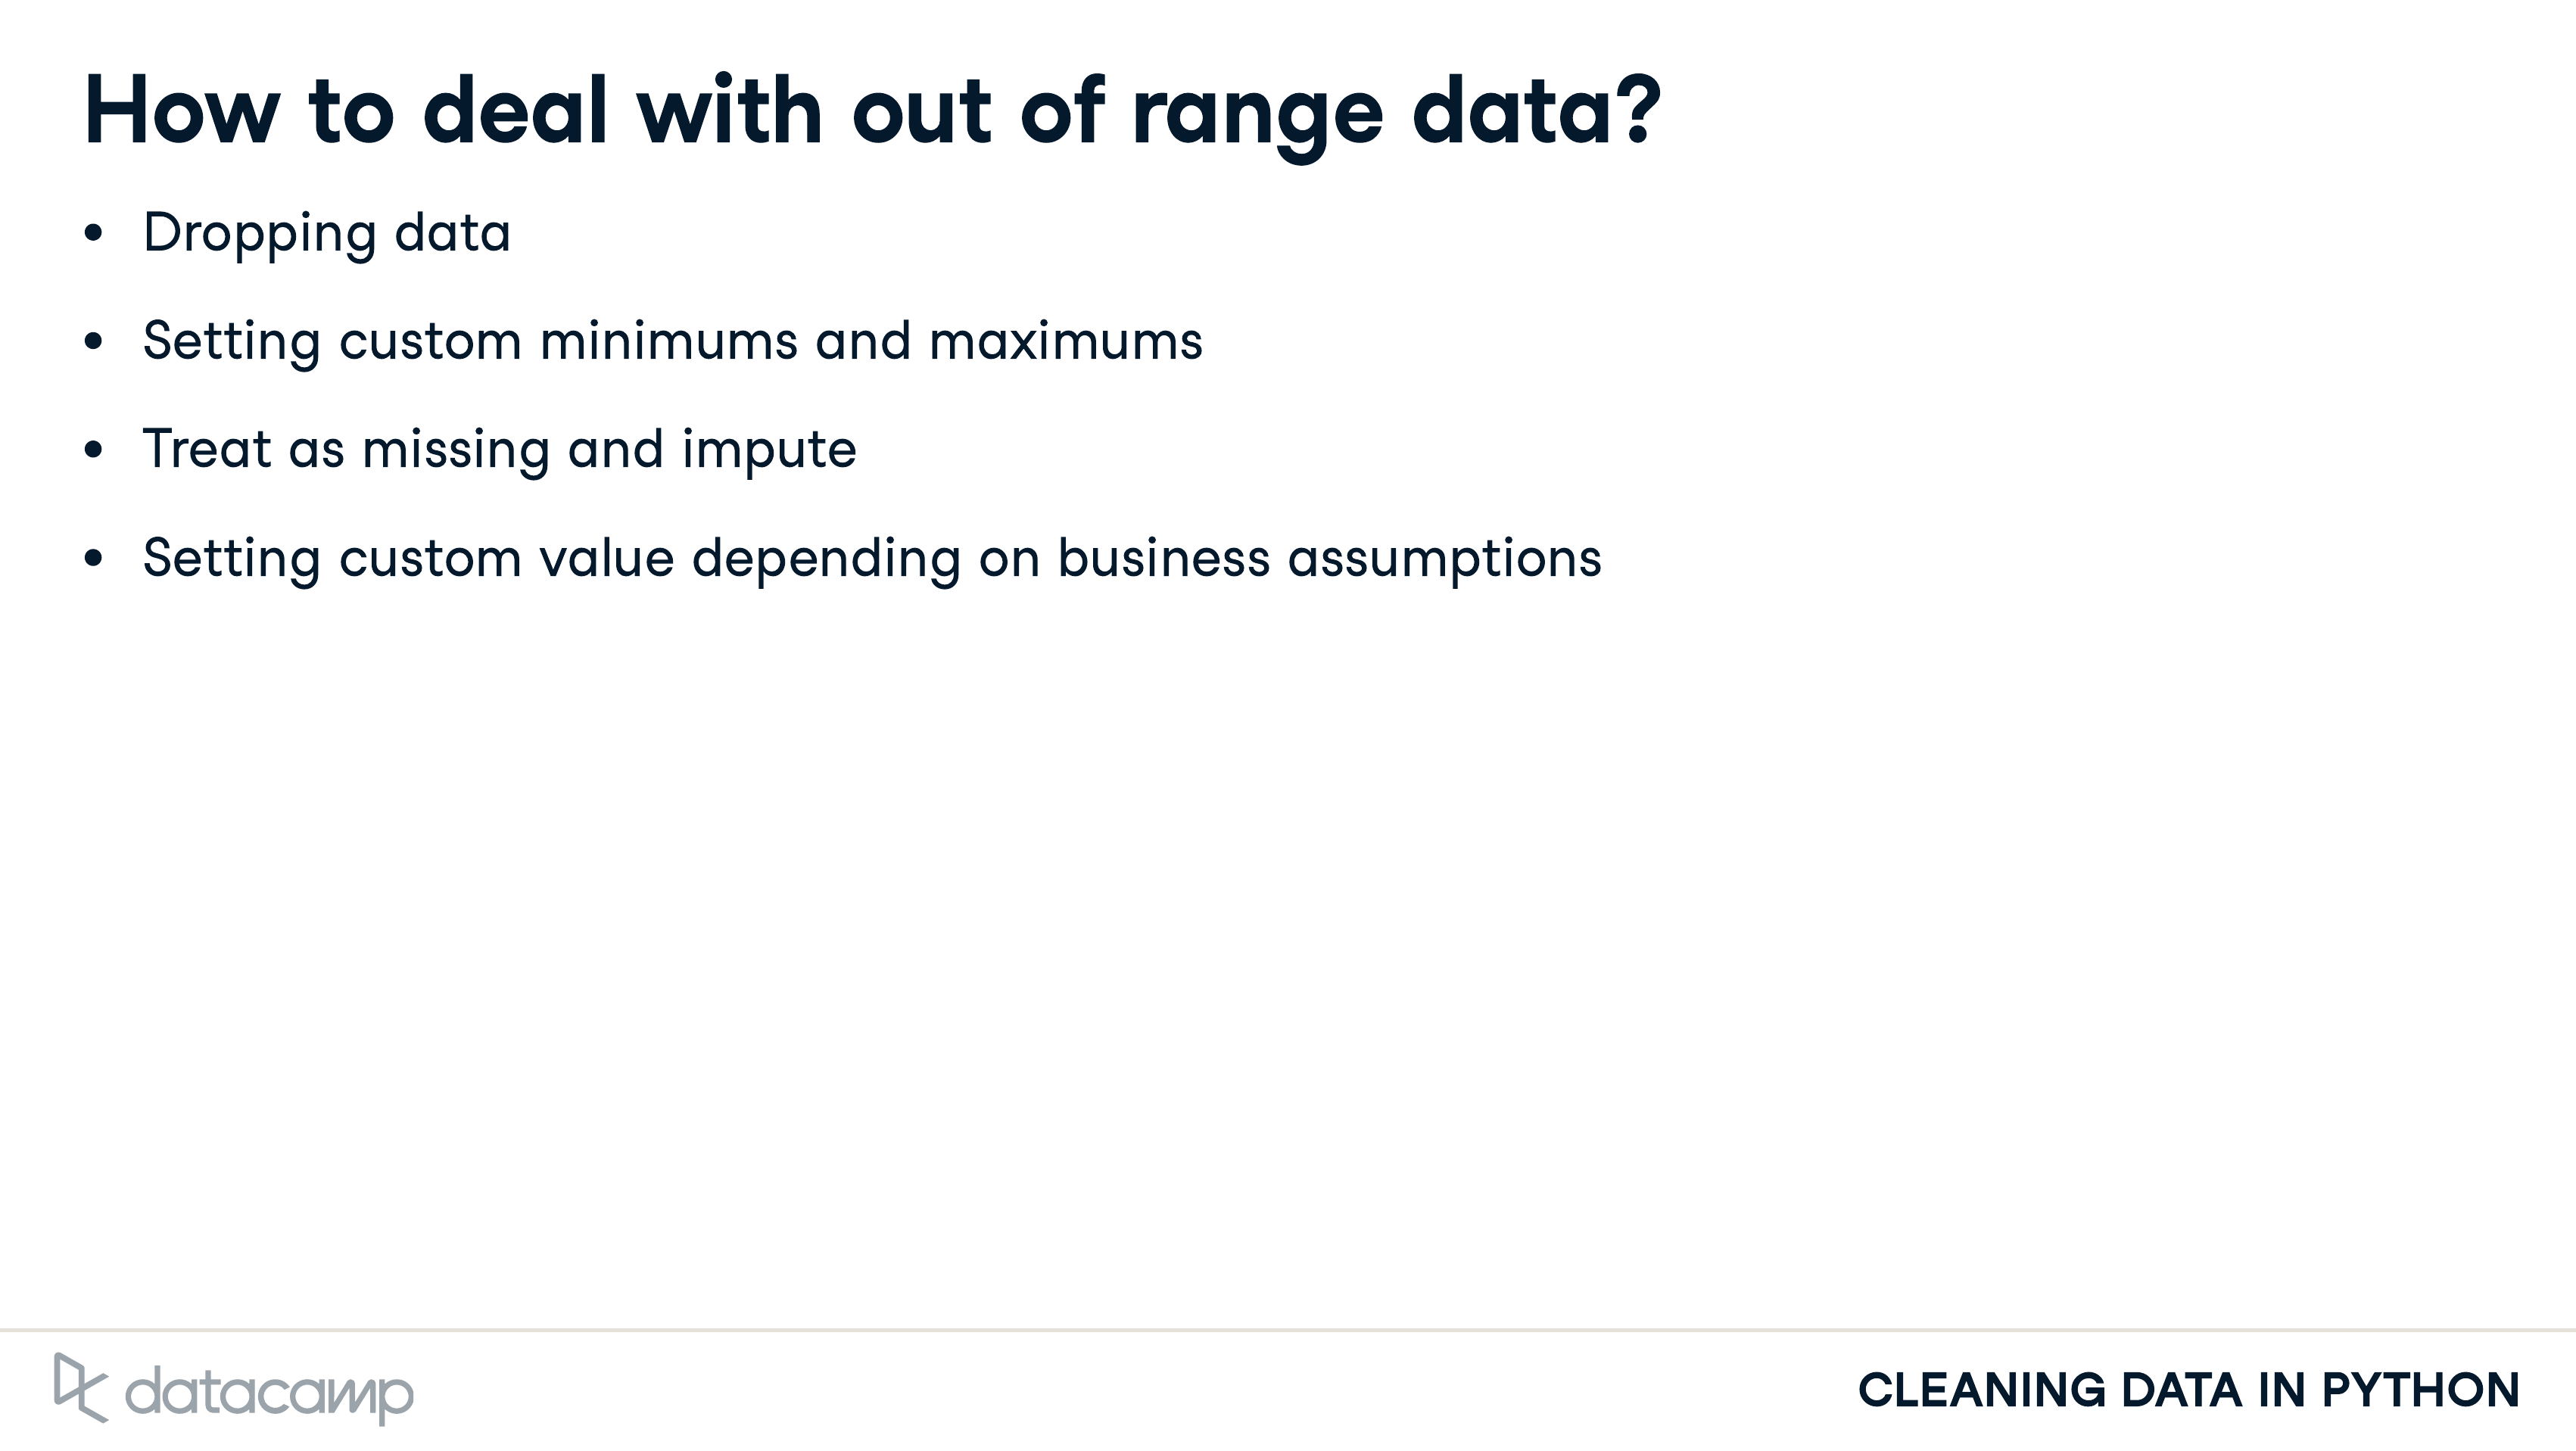 How to deal with out of range data?
• Dropping data
• Setting custom minimums and maximums
• Treat as missing and impute
• Setting custom value depending on business assumptions
datacamp
CLEANING DATA IN PYTHON